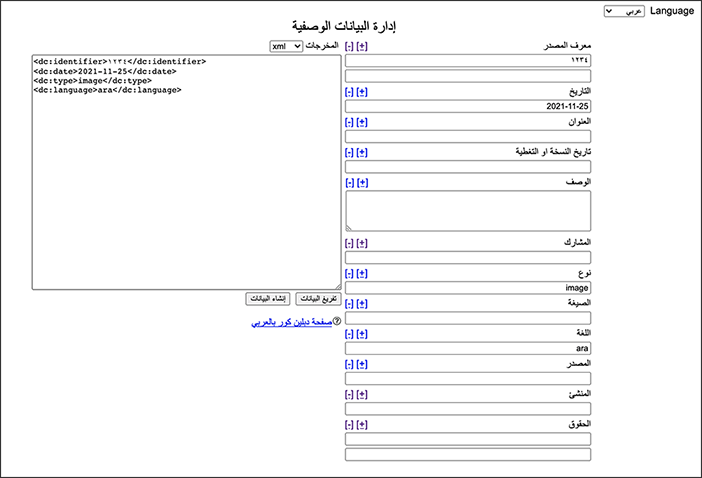 Language عربي
إدارة البيانات الوصفية
معرف المصدر [+] [-]
١٢٣٤
التاريخ [+] [-]
2021-11-25
العنوان [+] [-]
تاريخ النسخة او التغطية [+] [-]
الوصف [+] [-]
المشارك [+] [-]
نوع [+] [-]
image
الصيغة [+] [-]
اللغة [+] [-]
ara
المصدر [+] [-]
المنشئ [+] [-]
الحقوق [+] [-]
المخرجات xml
<dc:identifier>١٢٣٤</dc:identifier>
<dc:date>2021-11-25</dc:date>
<dc:type>image</dc:type>
<dc:language>ara</dc:language>
تفريغ البيانات إنشاء البيانات
صفحة دبلين كور بالعربي